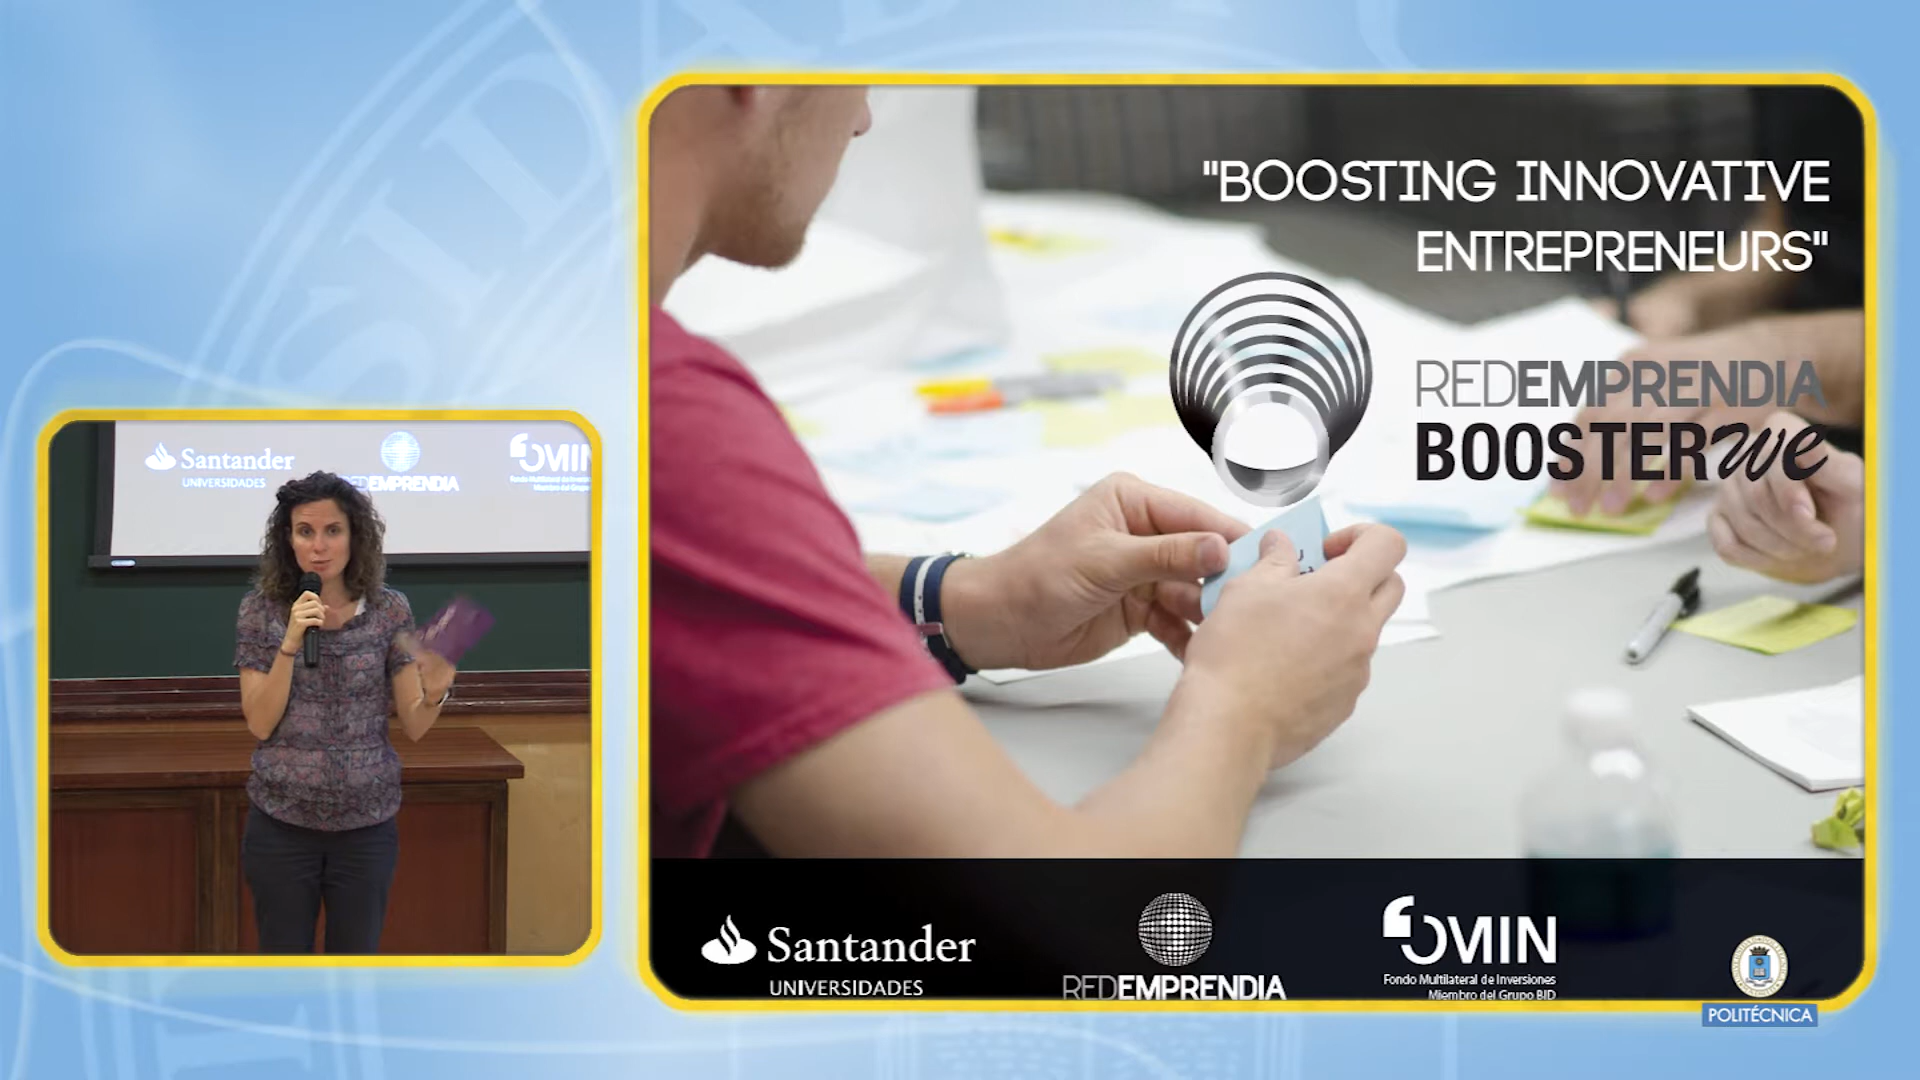 "BOOSTING INNOVATIVE
ENTREPRENEURS"
REDEMPRENDIA
BOOSTERWE
Santander
UNIVERSIDADES
REDEMPRENDIA
FOMIN
Fondo Multilateral de Inversiones
Miembro del Grupo BID
POLITÉCNICA
Santander
UNIVERSIDADES
REDEMPRENDIA